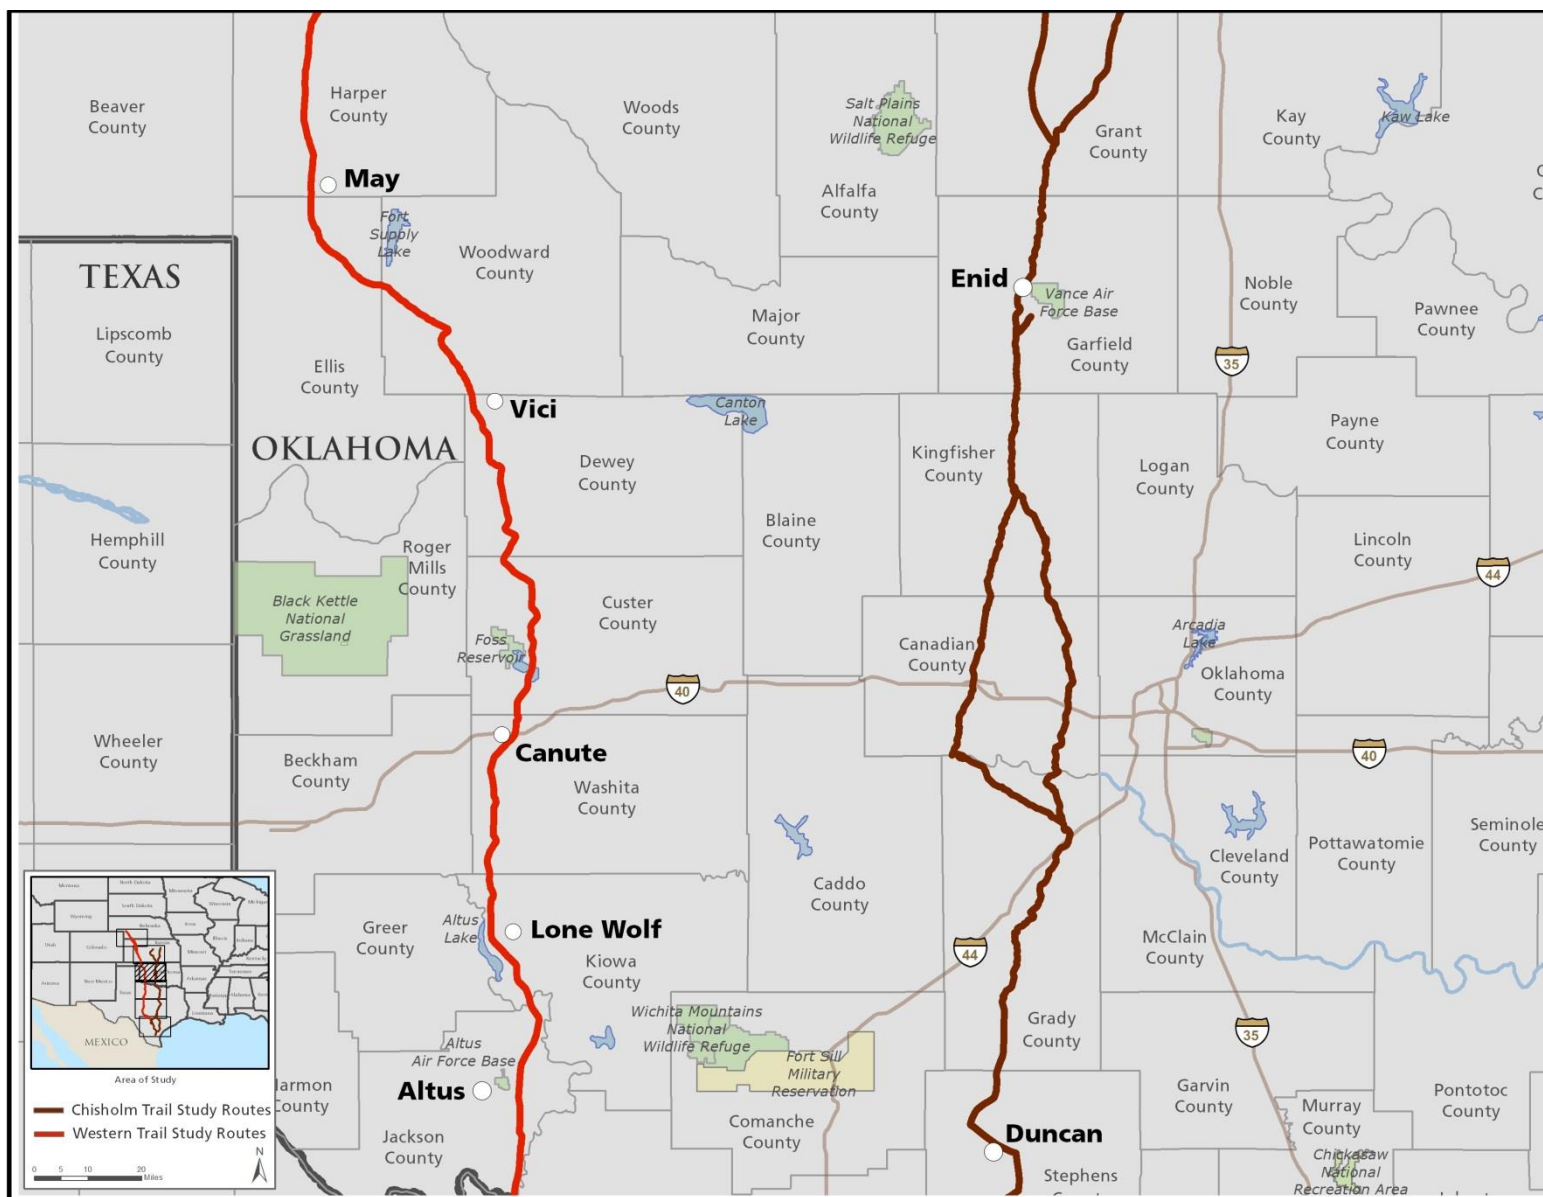 Beaver
County
Harper
County
Woods
County
Salt Plains
National
Wildlife Refuge
Grant
County
Kay
County
Kaw Lake
May
Alfalfa
County
Fort
Supply
Lake
Woodward
County
TEXAS
Enid
Vance Air
Force Base
Noble
County
Pawnee
County
Lipscomb
County
Major
County
Garfield
County
35
Ellis
County
Vici
Canton
Lake
Payne
County
OKLAHOMA
Dewey
County
Kingfisher
County
Logan
County
Blaine
County
Hemphill
County
Roger
Mills
County
Lincoln
County
44
Black Kettle
National
Grassland
Custer
County
Foss
Reservoir
Canadian
County
Arcadia
Lake
Oklahoma
County
40
Wheeler
County
Beckham
County
Canute
40
Washita
County
Cleveland
County
Pottawatomie
County
Seminole
County
Caddo
County
Greer
County
Altus
Lake
Lone Wolf
Kiowa
County
44
McClain
County
Wichita Mountains
National
Wildlife Refuge
Grady
County
35
Altus
Air Force Base
Fort Sill
Military
Reservation
Altus
Garvin
County
Murray
County
Pontotoc
County
Comanche
County
Duncan
Jackson
County
Stephens
Chickasaw
National
Recreation Area
Harmon
County
MEXICO
Area of Study
Chisholm Trail Study Routes
Western Trail Study Routes
N
0 5 10 20
Miles